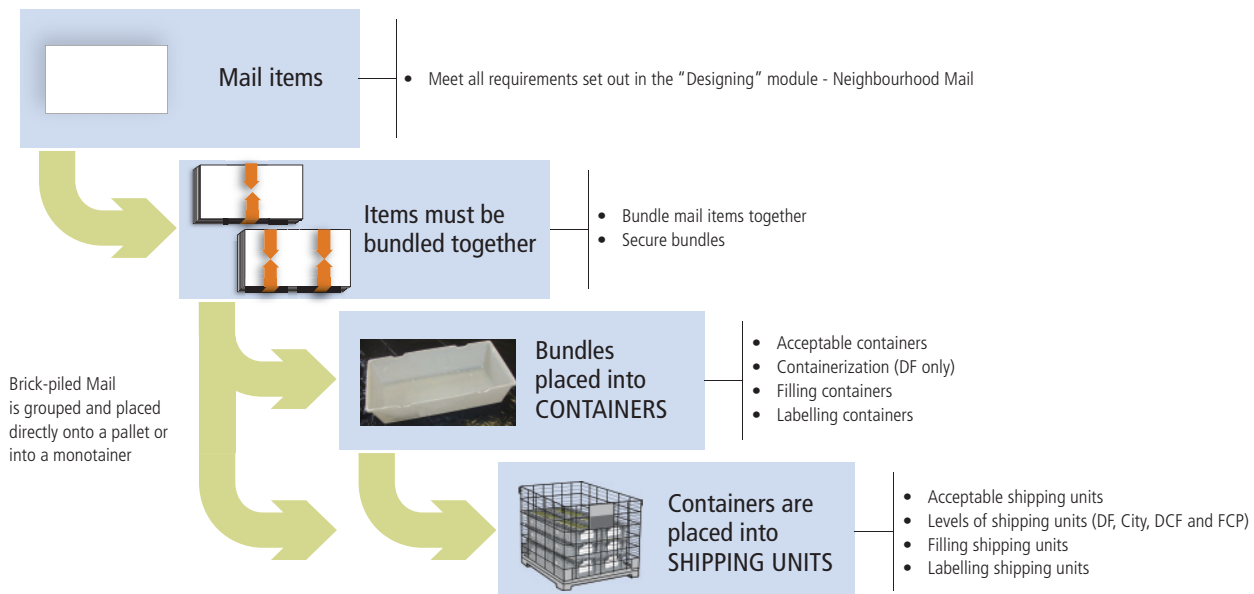 Mail items
• Meet all requirements set out in the “Designing” module - Neighbourhood Mail
Items must be
bundled together
• Bundle mail items together
• Secure bundles
Bundles
placed into
CONTAINERS
• Acceptable containers
• Containerization (DF only)
• Filling containers
• Labelling containers
Brick-piled Mail
is grouped and placed
directly onto a pallet or
into a monotainer
Containers are
placed into
SHIPPING UNITS
• Acceptable shipping units
• Levels of shipping units (DF, City, DCF and FCP)
• Filling shipping units
• Labelling shipping units